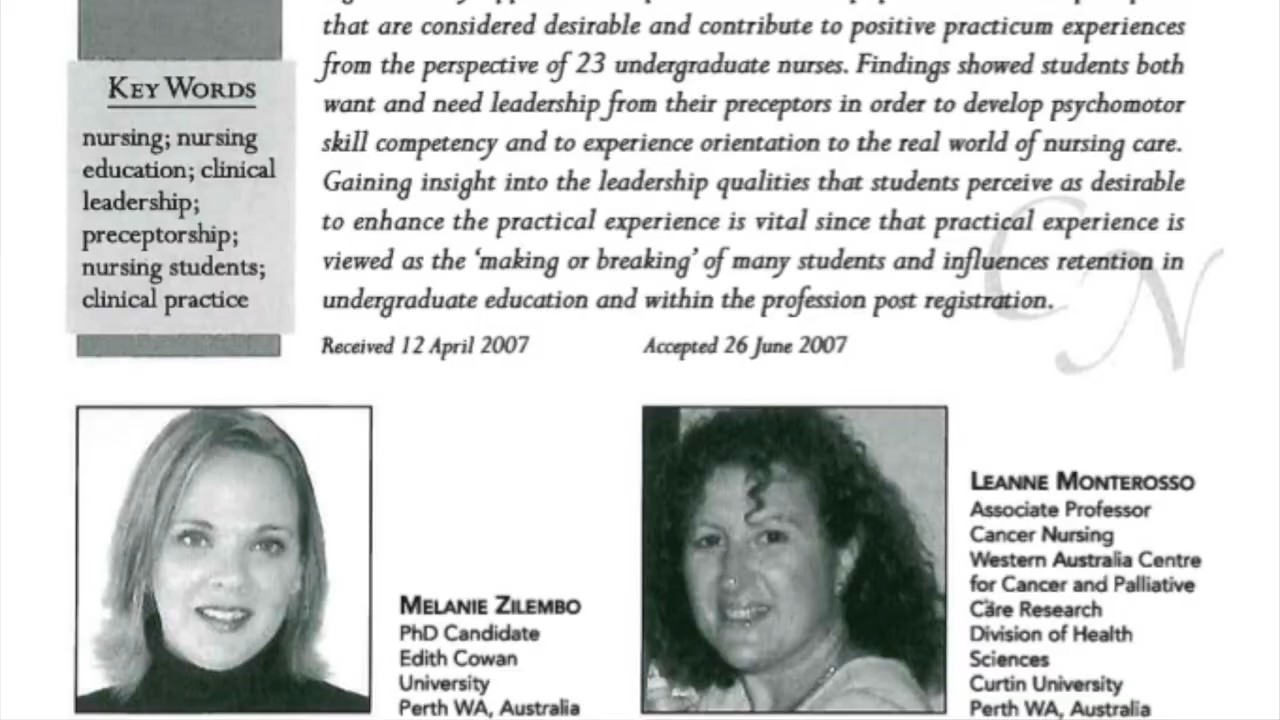 that are considered desirable and contribute to positive practicum experiences
from the perspective of 23 undergraduate nurses. Findings showed students both
want and need leadership from their preceptors in order to develop psychomotor
skill competency and to experience orientation to the real world of nursing care.
Gaining insight into the leadership qualities that students perceive as desirable
to enhance the practical experience is vital since that practical experience is
viewed as the ‘making or breaking’ of many students and influences retention in
undergraduate education and within the profession post registration.
Received 12 April 2007 Accepted 26 June 2007
CN
KEY WORDS
nursing; nursing
education; clinical
leadership;
preceptorship;
nursing students;
clinical practice
MELANIE ZILEMBO
PhD Candidate
Edith Cowan
University
Perth WA, Australia
LEANNE MONTEROSSO
Associate Professor
Cancer Nursing
Western Australia Centre
for Cancer and Palliative
Care Research
Division of Health
Sciences
Curtin University
Perth WA, Australia